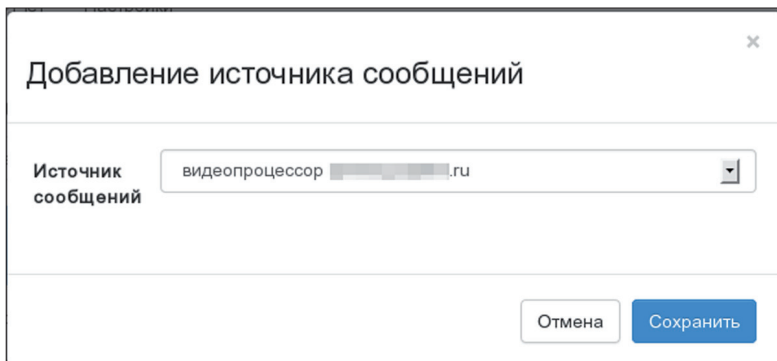 ×
Добавление источника сообщений
Источник
сообщений
видеопроцессор .ru
Отмена
Сохранить